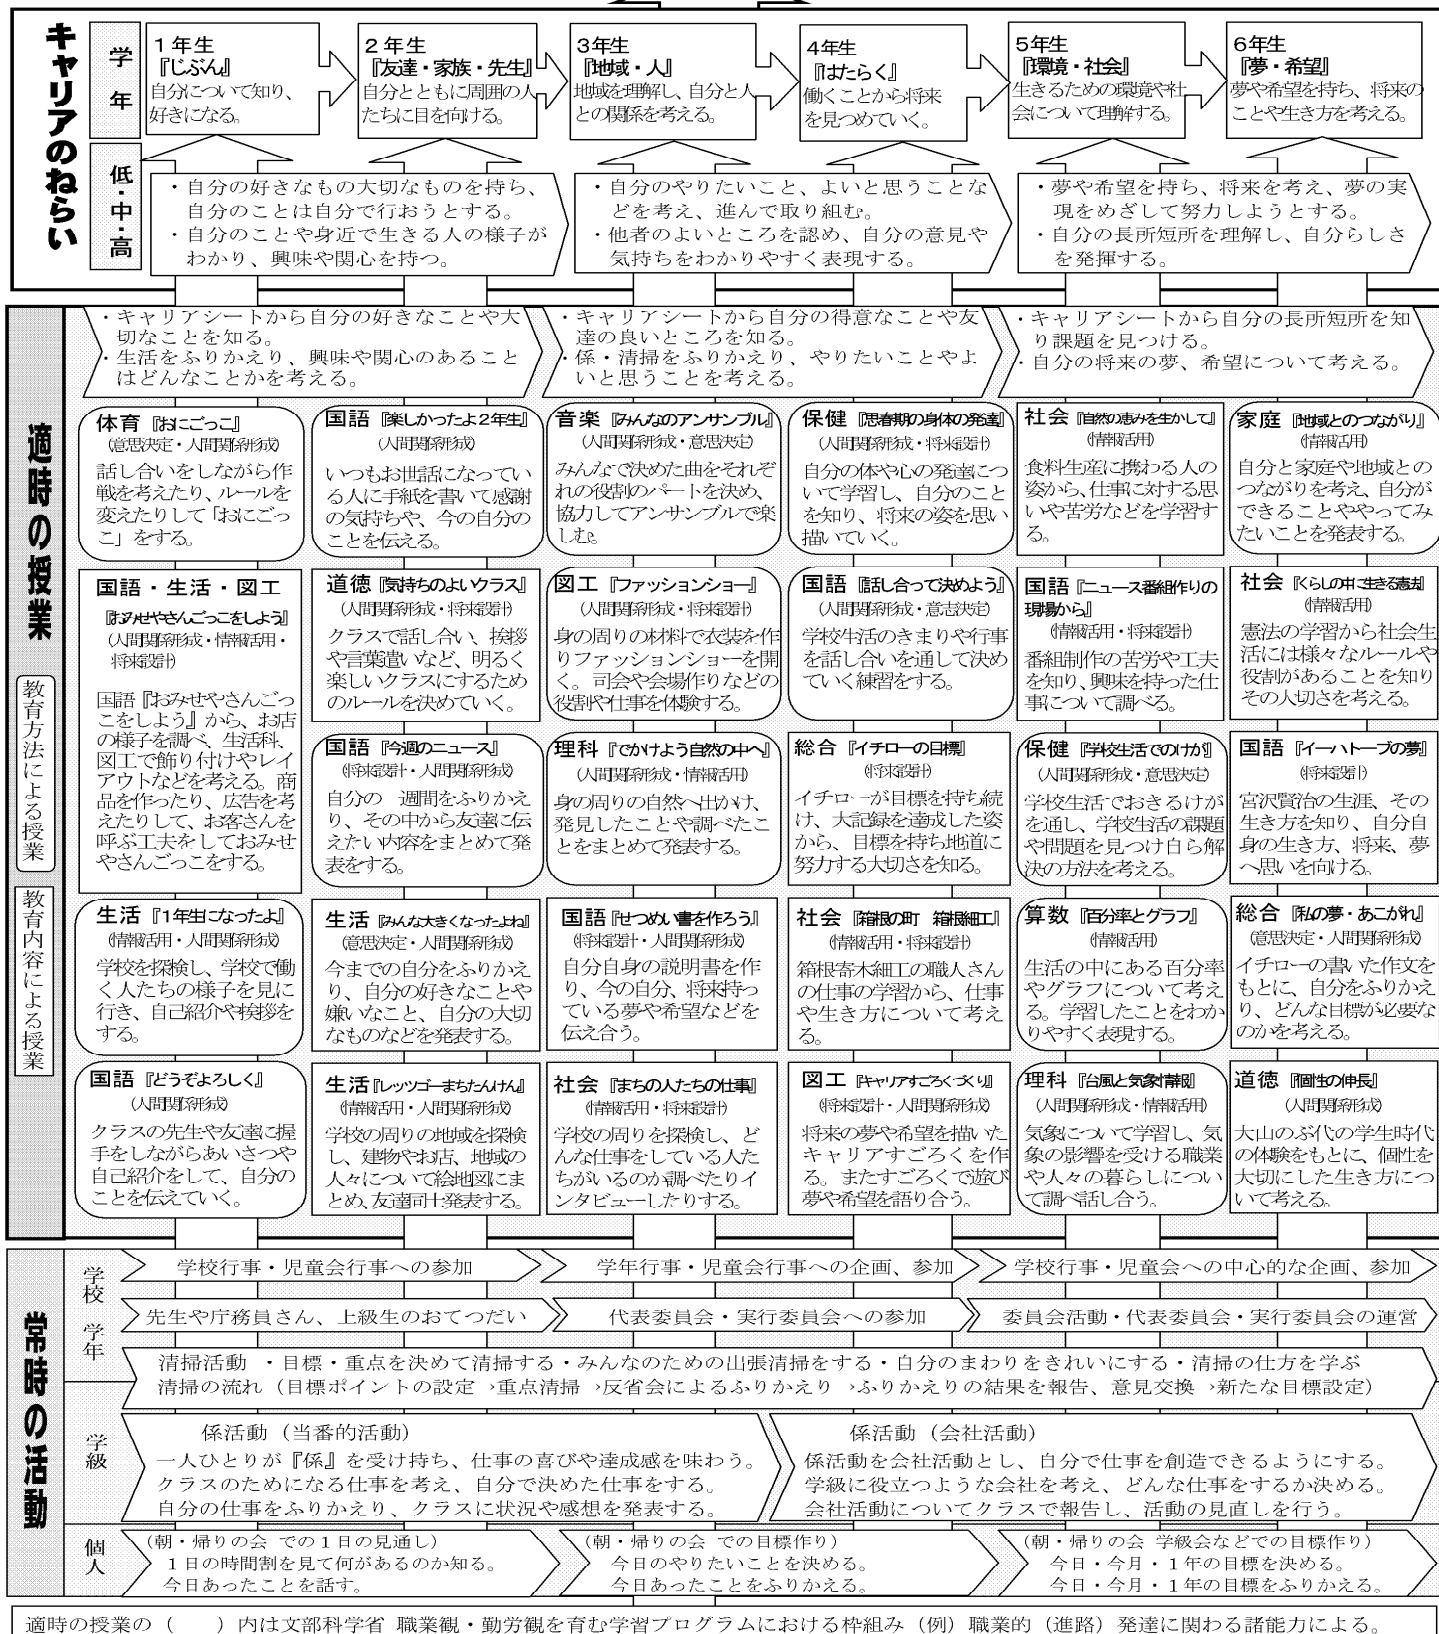 キャリアのねらい
学年
1年生
『じぶん』
自分について知り、
好きになる。
2年生
『友達・家族・先生』
自分とともに周囲の人
たちに目を向ける。
3年生
『地域・人』
地域を理解し、自分と人
との関係を考える。
4年生
『はたらく』
働くことから将来
を見つめていく。
5年生
『環境・社会』
生きるための環境や社
会について理解する。
6年生
『夢・希望』
夢や希望を持ち、将来の
ことや生き方を考える。
低・中・高
・自分の好きなもの大切なものを持ち、
自分のことは自分で行おうとする。
・自分のことや身近で生きる人の様子が
わかり、興味や関心を持つ。
・自分のやりたいこと、よいと思うことな
どを考え、進んで取り組む。
・他者のよいところを認め、自分の意見や
気持ちをわかりやすく表現する。
・夢や希望を持ち、将来を考え、夢の実
現をめざして努力しようとする。
・自分の長所短所を理解し、自分らしさ
を発揮する。
適時の授業
教育方法による授業
教育内容による授業
・キャリアシートから自分の好きなことや大
切なことを知る。
・生活をふりかえり、興味や関心のあること
はどんなことかを考える。
・キャリアシートから自分の得意なことや友
達の良いところを知る。
・係・清掃をふりかえり、やりたいことやよ
いと思うことを考える。
・キャリアシートから自分の長所短所を知
り課題を見つける。
・自分の将来の夢、希望について考える。
体育『おにごっこ』
(意思決定・人間関係形成)
話し合いをしながら作
戦を考えたり、ルールを
変えたりして「おにごっ
こ」をする。
国語『楽しかったよ2年生』
(人間関係形成)
いつもお世話になってい
る人に手紙を書いて感謝
の気持ちや、今の自分の
ことを伝える。
音楽『みんなのアンサンブル』
(人間関係形成・意思決定)
みんなで決めた曲をそれぞ
れの役割のパートを決め、
協力してアンサンブルで楽
しむ。
保健『思春期の身体の発達』
(人間関係形成・将来設計)
自分の体や心の発達につ
いて学習し、自分のこと
を知り、将来の姿を思い
描いていく。
社会『自然の恵みを生かして』
(情報活用)
食料生産に携わる人の
姿から、仕事に対する思
いや苦労などを学習す
る。
家庭『地域とのつながり』
(情報活用)
自分と家庭や地域との
つながりを考え、自分が
できることややってみ
たいことを発表する。
国語・生活・図工
『おみせやさんごっこをしよう』
(人間関係形成・情報活用・
将来設計)
国語『おみせやさんごっ
こをしよう』から、お店
の様子を調べ、生活科、
図工で飾り付けやレイ
アウトなどを考える。商
品を作ったり、広告を考
えたりして、お客さんを
呼ぶ工夫をしておみせ
やさんごっこをする。
道徳『気持ちのよいクラス』
(人間関係形成・将来設計)
クラスで話し合い、挨拶
や言葉遣いなど、明るく
楽しいクラスにするため
のルールを決めていく。
図工『ファッションショー』
(人間関係形成・将来設計)
身の周りの材料で衣装を作
りファッションショーを開
く。司会や会場作りなどの
役割や仕事を体験する。
国語『話し合って決めよう』
(人間関係形成・意志決定)
学校生活のきまりや行事
を話し合いを通して決め
ていく練習をする。
国語『ニュース番組作りの
現場から』
(情報活用・将来設計)
番組制作の苦労や工夫
を知り、興味を持った仕
事について調べる。
社会『くらしの中に生きる憲法』
(情報活用)
憲法の学習から社会生
活には様々なルールや
役割があることを知り
その大切さを考える。
国語『今週のニュース』
(将来設計・人間関係形成)
自分の一週間をふりかえ
り、その中から友達に伝
えたい内容をまとめて発
表をする。
理科『でかけよう自然の中へ』
(人間関係形成・情報活用)
身の周りの自然へ出かけ、
発見したことや調べたこ
とをまとめて発表する。
総合『イチローの目標』
(将来設計・人間関係形成)
イチローが目標を持ち続
け、大記録を達成した姿
から、目標を持ち地道に
努力する大切さを知る。
保健『学校生活でのけが』
(人間関係形成・意思決定)
学校生活でおきるけが
を通し、学校生活の課題
や問題を見つけ自ら解
決の方法を考える。
国語『イーハトーブの夢』
(将来設計)
宮沢賢治の生涯、その
生き方を知り、自分自
身の生き方、将来、夢
へ思いを向ける。
生活『1年生になったよ』
(情報活用・人間関係形成)
学校を探検し、学校で働
く人たちの様子を見に
行き、自己紹介や挨拶を
する。
生活『みんな大きくなったよね』
(意思決定・人間関係形成)
今までの自分をふりかえ
り、自分の好きなことや
嫌いなこと、自分の大切
なものなどを発表する。
国語『せつめい書を作ろう』
(将来設計・人間関係形成)
自分自身の説明書を作
り、今の自分、将来持っ
ている夢や希望などを
伝え合う。
社会『箱根の町 箱根細工』
(情報活用・将来設計)
箱根寄木細工の職人さん
の仕事の学習から、仕事
や生き方について考え
る。
算数『百分率とグラフ』
(情報活用)
生活の中にある百分率
やグラフについて考え
る。学習したことをわか
りやすく表現する。
総合『私の夢・あこがれ』
(意思決定・人間関係形成)
イチローの書いた作文を
もとに、自分をふりかえ
り、どんな目標が必要な
のかを考える。
国語『どうぞよろしく』
(人間関係形成)
クラスの先生や友達に握
手をしながらあいさつや
自己紹介をして、自分の
ことを伝えていく。
生活『レッツゴーまちたんけん』
(情報活用・人間関係形成)
学校の周りの地域を探検
し、建物やお店、地域の
人々について絵地図にま
とめ、友達同士発表する。
社会『まちの人たちの仕事』
(情報活用・将来設計)
学校の周りを探検し、ど
んな仕事をしている人た
ちがいるのか調べたりイ
ンタビューしたりする。
図工『キャリアすごろくづくり』
(将来設計・人間関係形成)
将来の夢や希望を描いた
キャリアすごろくを作
る。またすごろくで遊び
夢や希望を語り合う。
理科『台風と気象情報』
(人間関係形成・情報活用)
気象について学習し、気
象の影響を受ける職業
や人々の暮らしについ
て調べ話し合う。
道徳『個性の伸長』
(人間関係形成)
大山のぶ代の学生時代
の体験をもとに、個性を
大切にした生き方につ
いて考える。
常時の活動
学校 学年
学校行事・児童会行事への参加
学年行事・児童会行事への企画、参加
学校行事・児童会への中心的な企画、参加
先生や庁務員さん、上級生のおてつだい
代表委員会・実行委員会への参加
委員会活動・代表委員会・実行委員会の運営
清掃活動 ・目標・重点を決めて清掃する・みんなのための出張清掃をする・自分のまわりをきれいにする・清掃の仕方を学ぶ
清掃の流れ（目標ポイントの設定→重点清掃→反省会によるふりかえり→ふりかえりの結果を報告、意見交換→新たな目標設定）
学級
係活動（当番的活動）
一人ひとりが『係』を受け持ち、仕事の喜びや達成感を味わう。
クラスのためになる仕事を考え、自分で決めた仕事をする。
自分の仕事をふりかえり、クラスに状況や感想を発表する。
係活動（会社活動）
係活動を会社活動とし、自分で仕事を創造できるようにする。
学級に役立つような会社を考え、どんな仕事をするか決める。
会社活動についてクラスで報告し、活動の見直しを行う。
個人
(朝・帰りの会 での1日の見通し)
1日の時間割を見て何があるのか知る。
今日あったことを話す。
(朝・帰りの会 での目標作り)
今日のやりたいことを決める。
今日あったことをふりかえる。
(朝・帰りの会 学級会などでの目標作り)
今日・今月・1年の目標を決める。
今日・今月・1年の目標をふりかえる。
適時の授業の（　　）内は文部科学省 職業観・勤労観を育む学習プログラムにおける枠組み（例）職業的（進路）発達に関わる諸能力による。